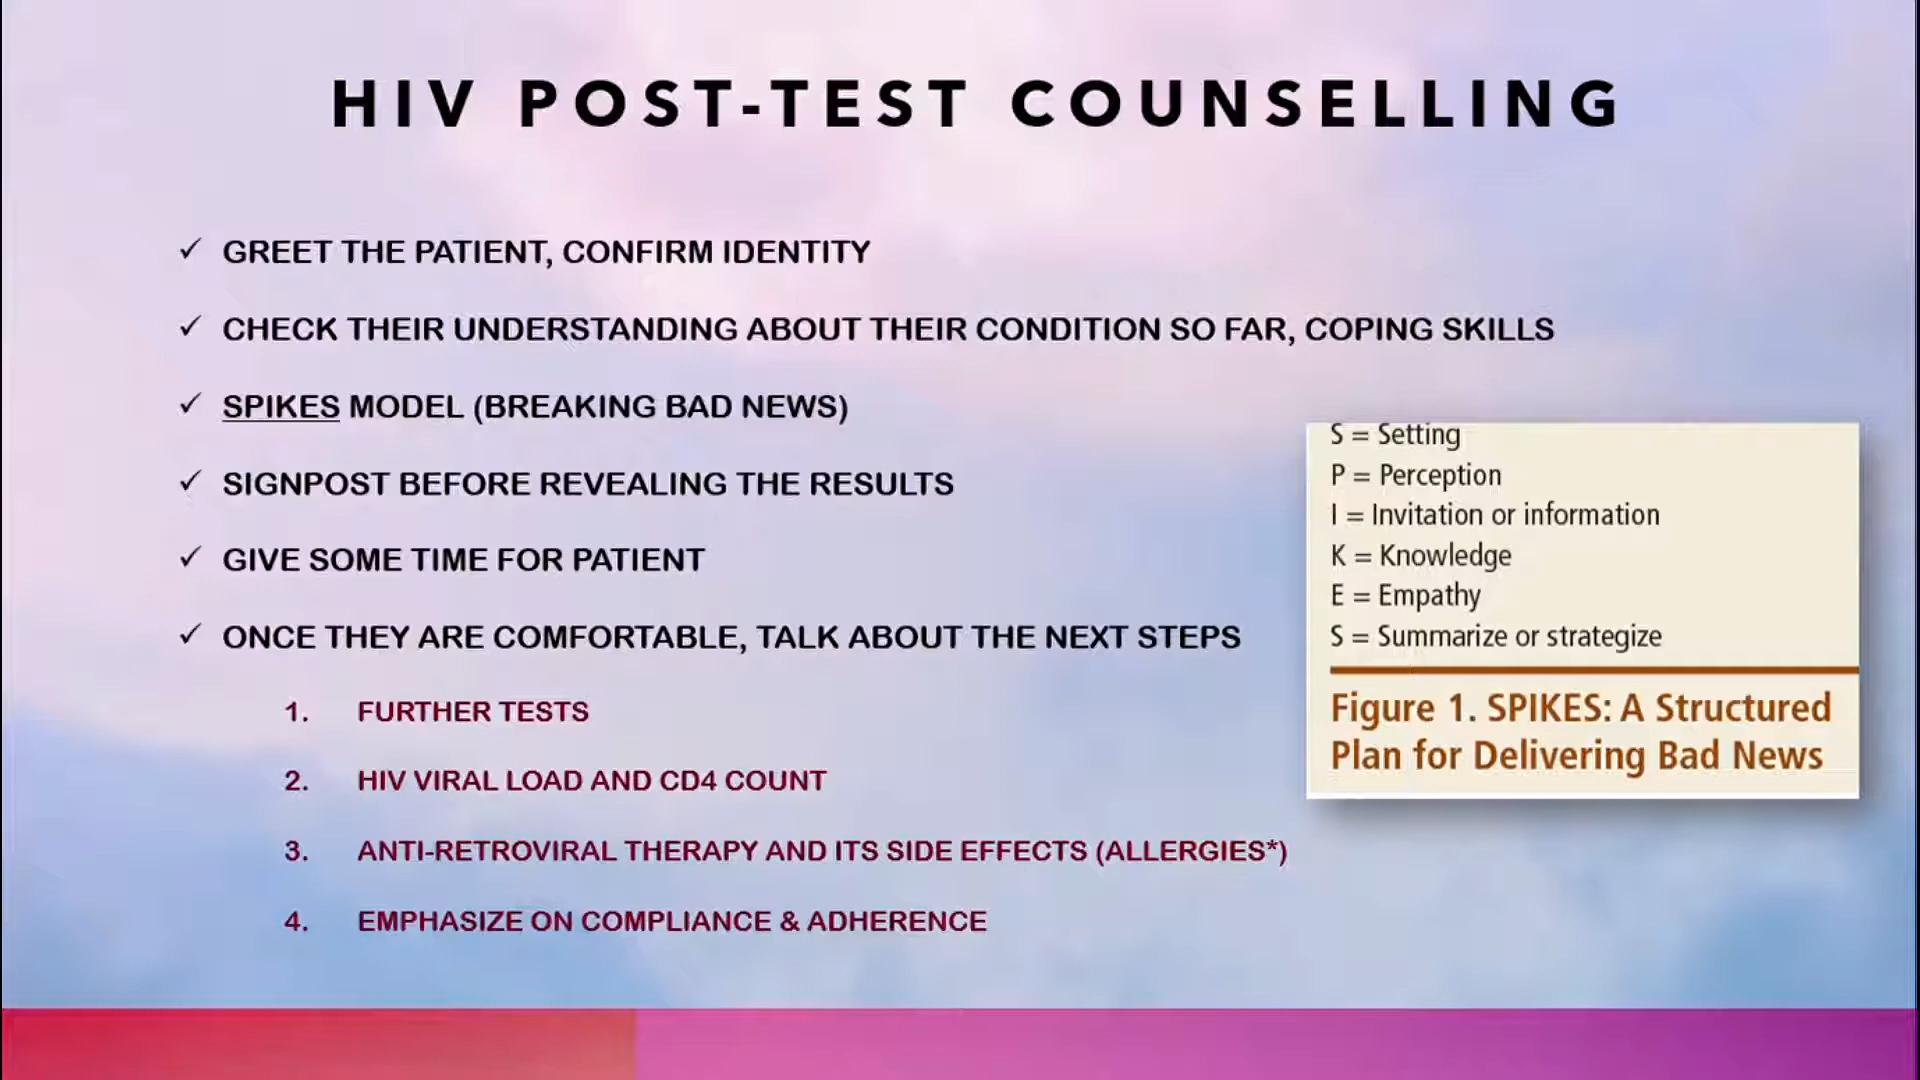 HIV POST-TEST COUNSELLING
✓ GREET THE PATIENT, CONFIRM IDENTITY
✓ CHECK THEIR UNDERSTANDING ABOUT THEIR CONDITION SO FAR, COPING SKILLS
✓ SPIKES MODEL (BREAKING BAD NEWS)
✓ SIGNPOST BEFORE REVEALING THE RESULTS
✓ GIVE SOME TIME FOR PATIENT
✓ ONCE THEY ARE COMFORTABLE, TALK ABOUT THE NEXT STEPS
1. FURTHER TESTS
2. HIV VIRAL LOAD AND CD4 COUNT
3. ANTI-RETROVIRAL THERAPY AND ITS SIDE EFFECTS (ALLERGIES*)
4. EMPHASIZE ON COMPLIANCE & ADHERENCE
S = Setting
P = Perception
I = Invitation or information
K = Knowledge
E = Empathy
S = Summarize or strategize
Figure 1. SPIKES: A Structured
Plan for Delivering Bad News